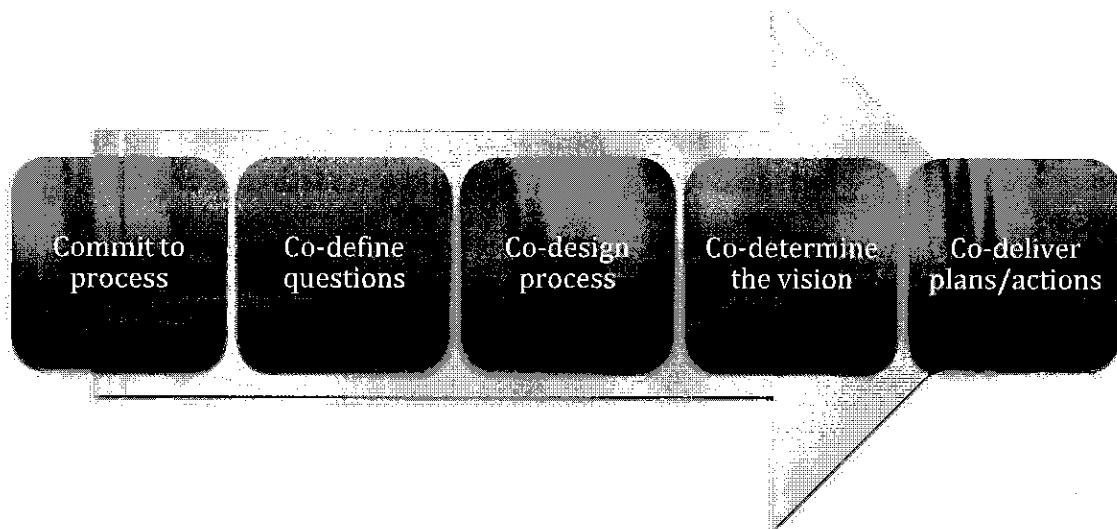 Commit to
process
Co-define
questions
Co-design
process
Co-determine
the vision
Co-deliver
plans/actions